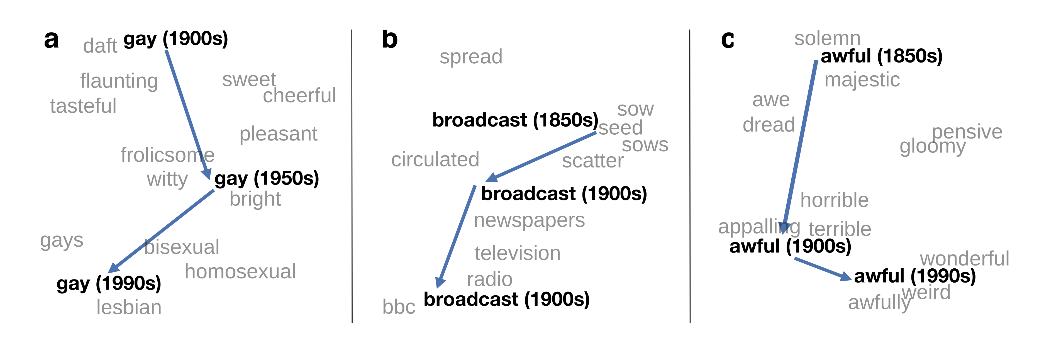 a
daft
gay (1900s)
flaunting
sweet
tasteful
cheerful
pleasant
frolicsome
witty
gay (1950s)
bright
gays
bisexual
homosexual
gay (1990s)
lesbian
b
spread
broadcast (1850s)
sow
seed
sows
circulated
scatter
broadcast (1900s)
newspapers
television
radio
bbc
broadcast (1900s)
c
solemn
awful (1850s)
majestic
awe
dread
pensive
gloomy
horrible
appalling
terrible
awful (1900s)
wonderful
awful (1990s)
weird
awfully